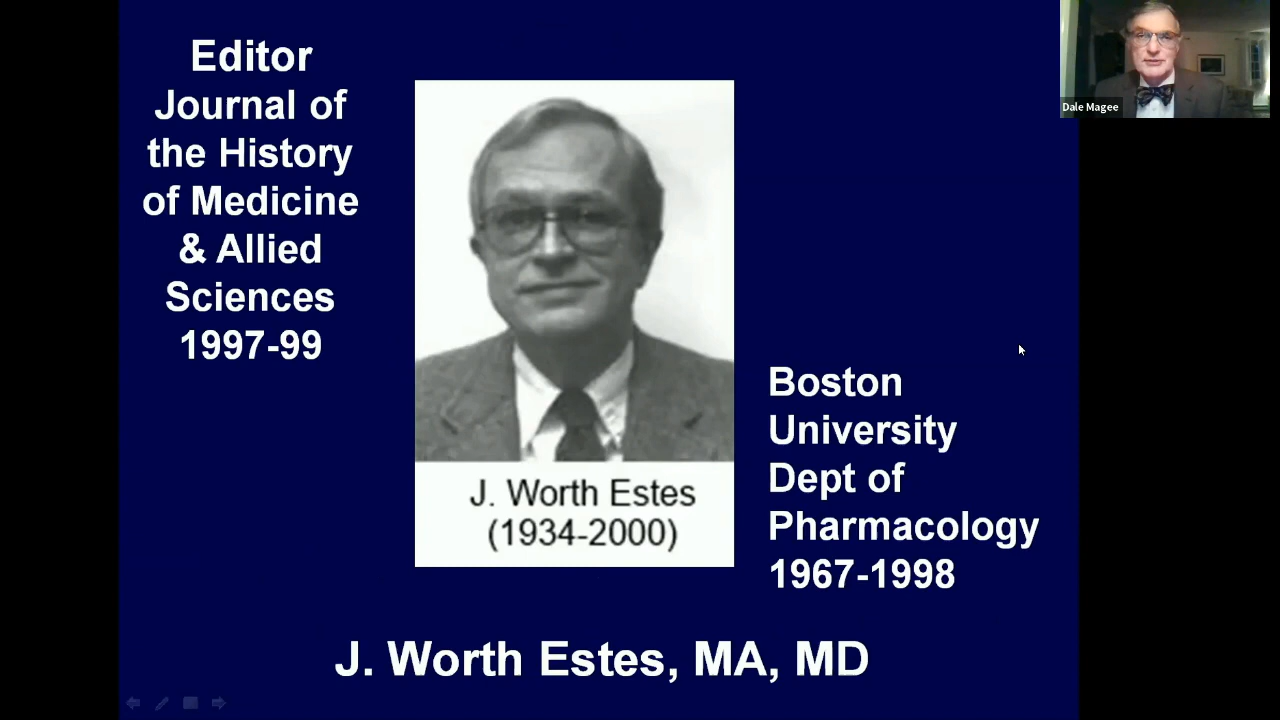 Editor
Journal of
the History
of Medicine
& Allied
Sciences
1997-99
J. Worth Estes
(1934-2000)
Boston
University
Dept of
Pharmacology
1967-1998
J. Worth Estes, MA, MD
Dale Magee